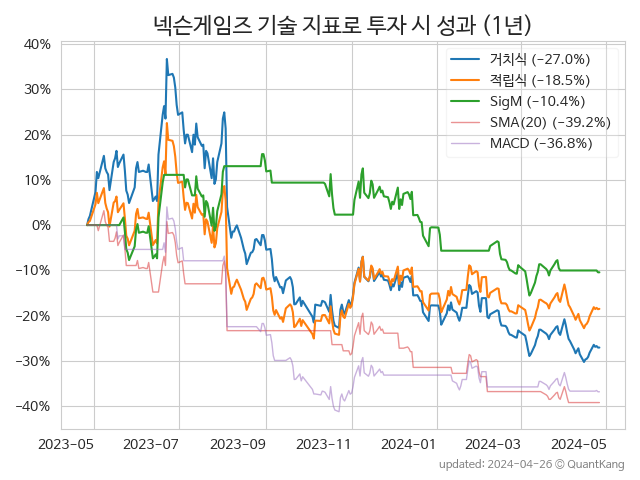 넥슨게임즈 기술 지표로 투자 시 성과 (1년)
거치식 (−27.0%)
적립식 (−18.5%)
SigM (−10.4%)
SMA(20) (−39.2%)
MACD (−36.8%)
40%
30%
20%
10%
0%
−10%
−20%
−30%
−40%
2023-05 2023-07 2023-09 2023-11 2024-01 2024-03 2024-05
updated: 2024-04-26 © QuantKang